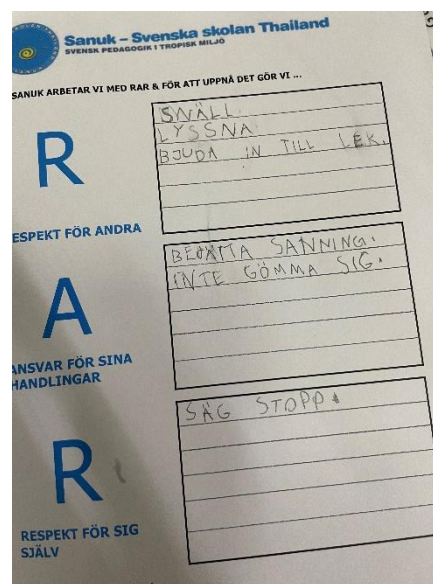 Sanuk – Svenska skolan Thailand
SVENSK PEDAGOGIK I TROPISK MILJÖ
SANUK ARBETAR VI MED RAR & FÖR ATT UPPNÅ DET GÖR VI ...
R
ESPEKT FÖR ANDRA
SNÄLL.
LYSSNA.
BJUDA IN TILL LEK.
A
ANSVAR FÖR SINA
HANDLINGAR
BERÄTTA SANNING.
INTE GÖMMA SIG.
R
RESPEKT FÖR SIG
SJÄLV
SÄG STOPP.